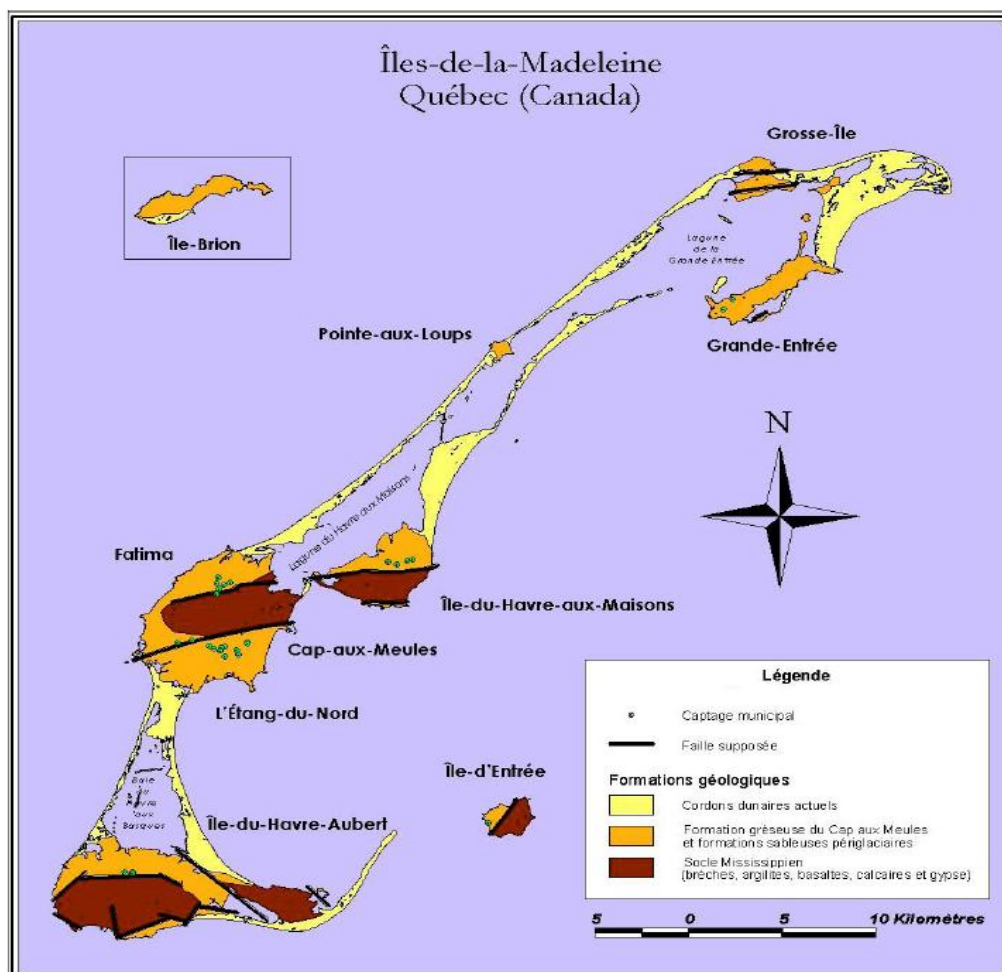 Îles-de-la-Madeleine
Québec (Canada)
Grosse-Île
Île-Brion
Lagune
de la
Grande Entrée
Pointe-aux-Loups
Grande-Entrée
N
Lagune du Havre aux Maisons
Fatima
Île-du-Havre-aux-Maisons
Cap-aux-Meules
L'Étang-du-Nord
Île-d'Entrée
Baie
du
Havre
aux
Basques
Île-du-Havre-Aubert
Légende
Captage municipal
Faille supposée
Formations géologiques
Cordons dunaires actuels
Formation gréseuse du Cap aux Meules
et formations sableuses périglaciaires
Socle Mississippien
(brèches, argilites, basaltes, calcaires et gypse)
5 0 5 10 Kilomètres